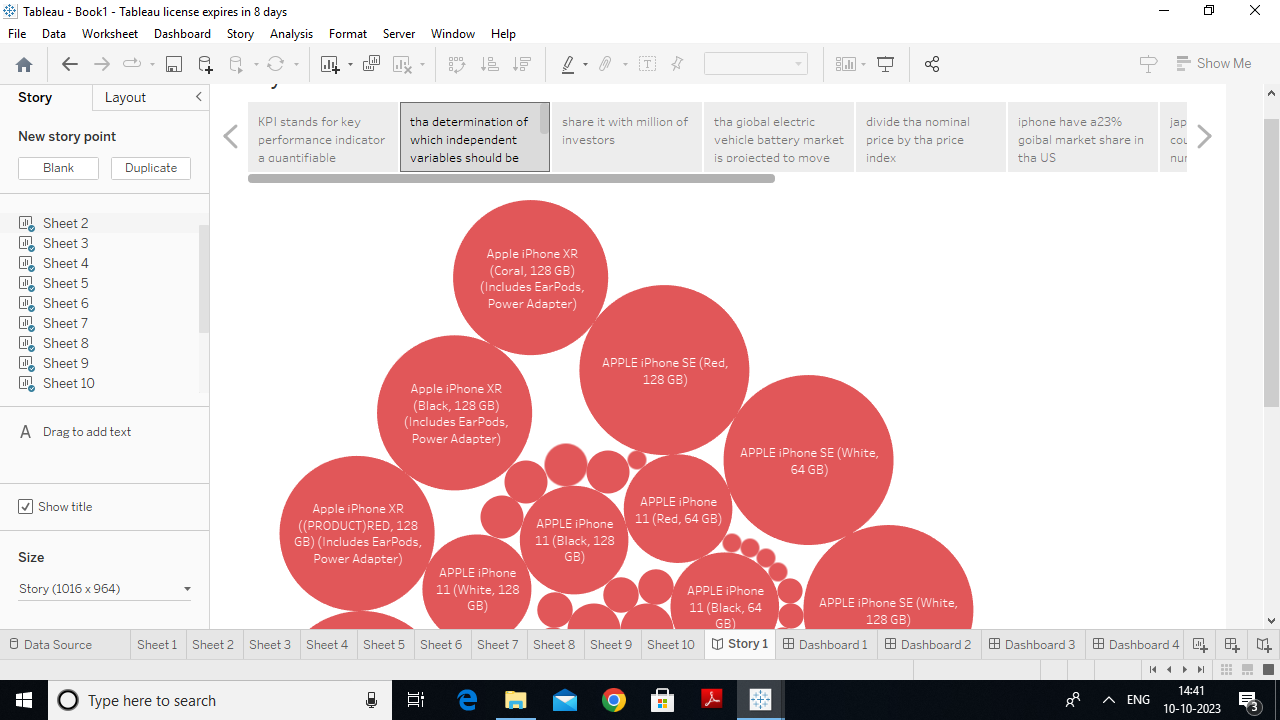 Tableau - Book1 - Tableau license expires in 8 days
File Data Worksheet Dashboard Story Analysis Format Server Window Help
Show Me
Story Layout
New story point
Blank Duplicate
Sheet 2
Sheet 3
Sheet 4
Sheet 5
Sheet 6
Sheet 7
Sheet 8
Sheet 9
Sheet 10
A Drag to add text
Show title
Size
Story (1016 x 964)
KPI stands for key
performance indicator
a quantifiable
tha determination of
which independent
variables should be
share it with million of
investors
tha giobal electric
vehicle battery market
is projected to move
divide tha nominal
price by tha price
index
iphone have a23%
goibal market share in
tha US
Apple iPhone XR
(Coral, 128 GB)
(Includes EarPods,
Power Adapter)
APPLE iPhone SE (Red,
128 GB)
Apple iPhone XR
(Black, 128 GB)
(Includes EarPods,
Power Adapter)
APPLE iPhone SE (White,
64 GB)
Apple iPhone XR
((PRODUCT)RED, 128
GB) (Includes EarPods,
Power Adapter)
APPLE iPhone
11 (Red, 64 GB)
APPLE iPhone
11 (Black, 128
GB)
APPLE iPhone
11 (White, 128
GB)
APPLE iPhone
11 (Black, 64
GB)
APPLE iPhone SE (White,
128 GB)
Data Source Sheet 1 Sheet 2 Sheet 3 Sheet 4 Sheet 5 Sheet 6 Sheet 7 Sheet 8 Sheet 9 Sheet 10 Story 1 Dashboard 1 Dashboard 2 Dashboard 3 Dashboard 4
Type here to search
ENG
14:41
10-10-2023
3